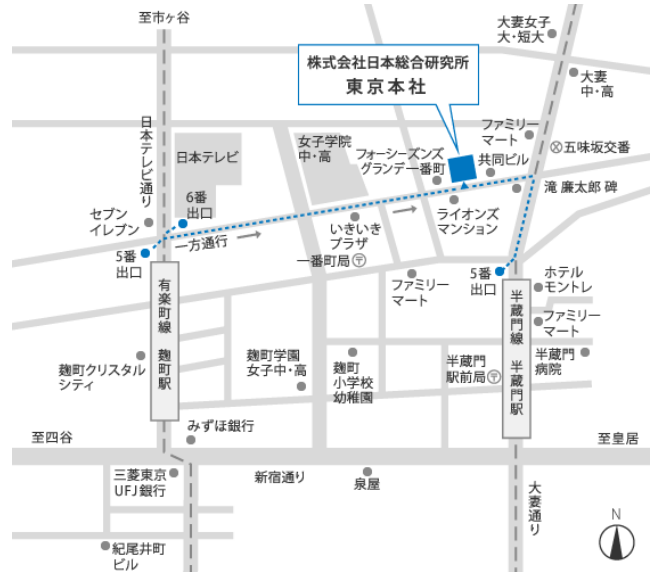 至市ヶ谷
大妻女子
大・短大
株式会社日本総合研究所
東京本社
大妻
中・高
日本テレビ通り
日本テレビ
女子学院
中・高
ファミリー
マート
五味坂交番
フォーシーズンズ
グランデ一番町
共同ビル
滝 廉太郎 碑
6番
出口
セブン
イレブン
ライオンズ
マンション
いきいき
プラザ
一方通行
5番
出口
一番町局〒
ファミリー
マート
5番
出口
ホテル
モントレ
有楽町線 麹町駅
半蔵門線 半蔵門駅
ファミリー
マート
麹町クリスタル
シティ
麹町学園
女子中・高
麹町
小学校
幼稚園
半蔵門
駅前局〒
半蔵門
病院
みずほ銀行
至四谷
至皇居
三菱東京
UFJ銀行
新宿通り
泉屋
大妻通り
紀尾井町
ビル
N